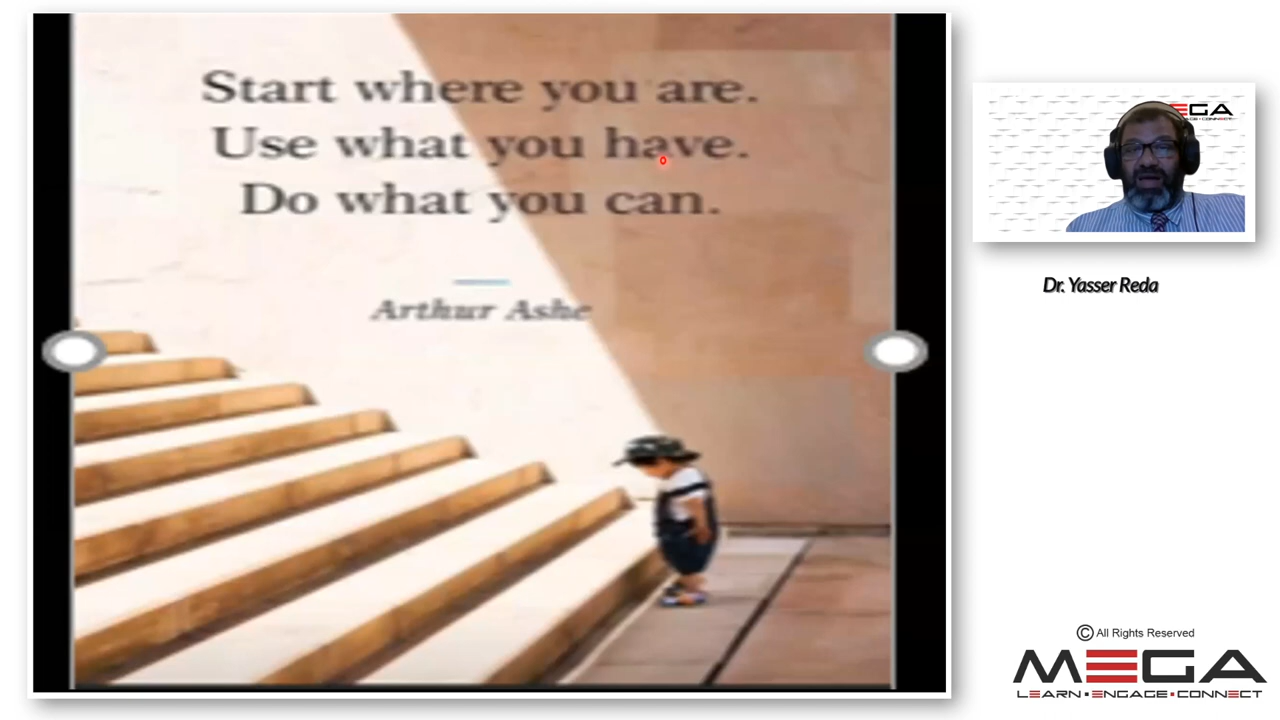 Start where you are.
Use what you have.
Do what you can.
Arthur Ashe
EGA
Dr. Yasser Reda
© All Rights Reserved
MEGA
LEARN • ENGAGE • CONNECT